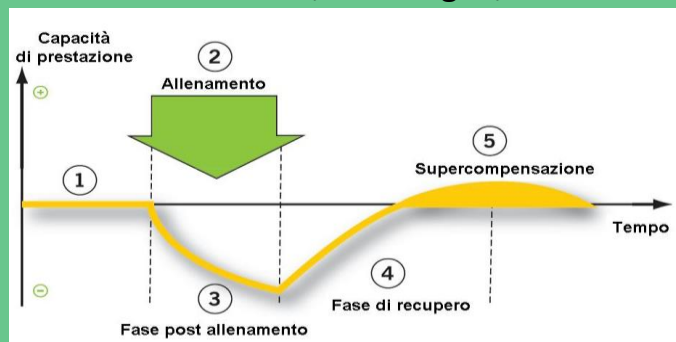 Capacità
di prestazione
2
Allenamento
+
1
5
Supercompensazione
Tempo
-
3
4
Fase di recupero
Fase post allenamento